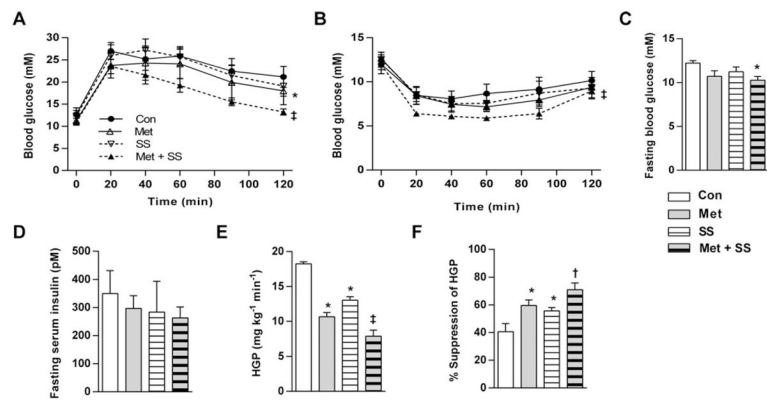 A
Blood glucose (mM)
30
25
20
15
10
5
0
0 20 40 60 80 100 120
Time (min)
Con
Met
SS
Met + SS
*
‡
B
Blood glucose (mM)
15
10
5
0
0 20 40 60 80 100 120
Time (min)
‡
C
Fasting blood glucose (mM)
15
10
5
0
*
Con
Met
SS
Met + SS
D
Fasting serum insulin (pM)
500
400
300
200
100
0
E
HGP (mg kg-1 min-1)
20
15
10
5
0
* * ‡
F
% Suppression of HGP
100
80
60
40
20
0
* * †